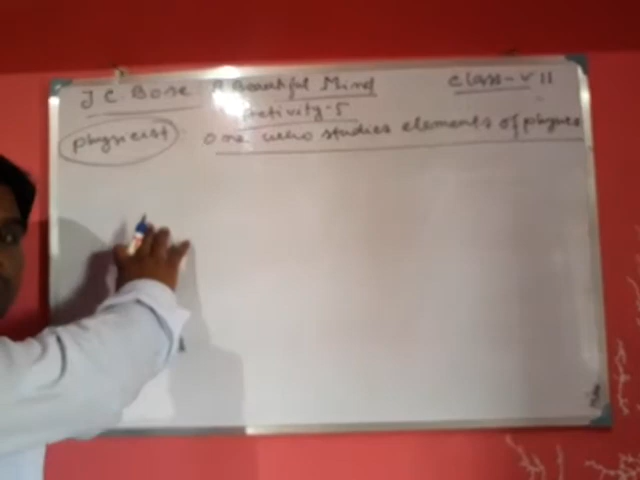 J C. Bose: A Beautiful Mind Class-VII
Activity-5
Physicist: One who studies elements of physics